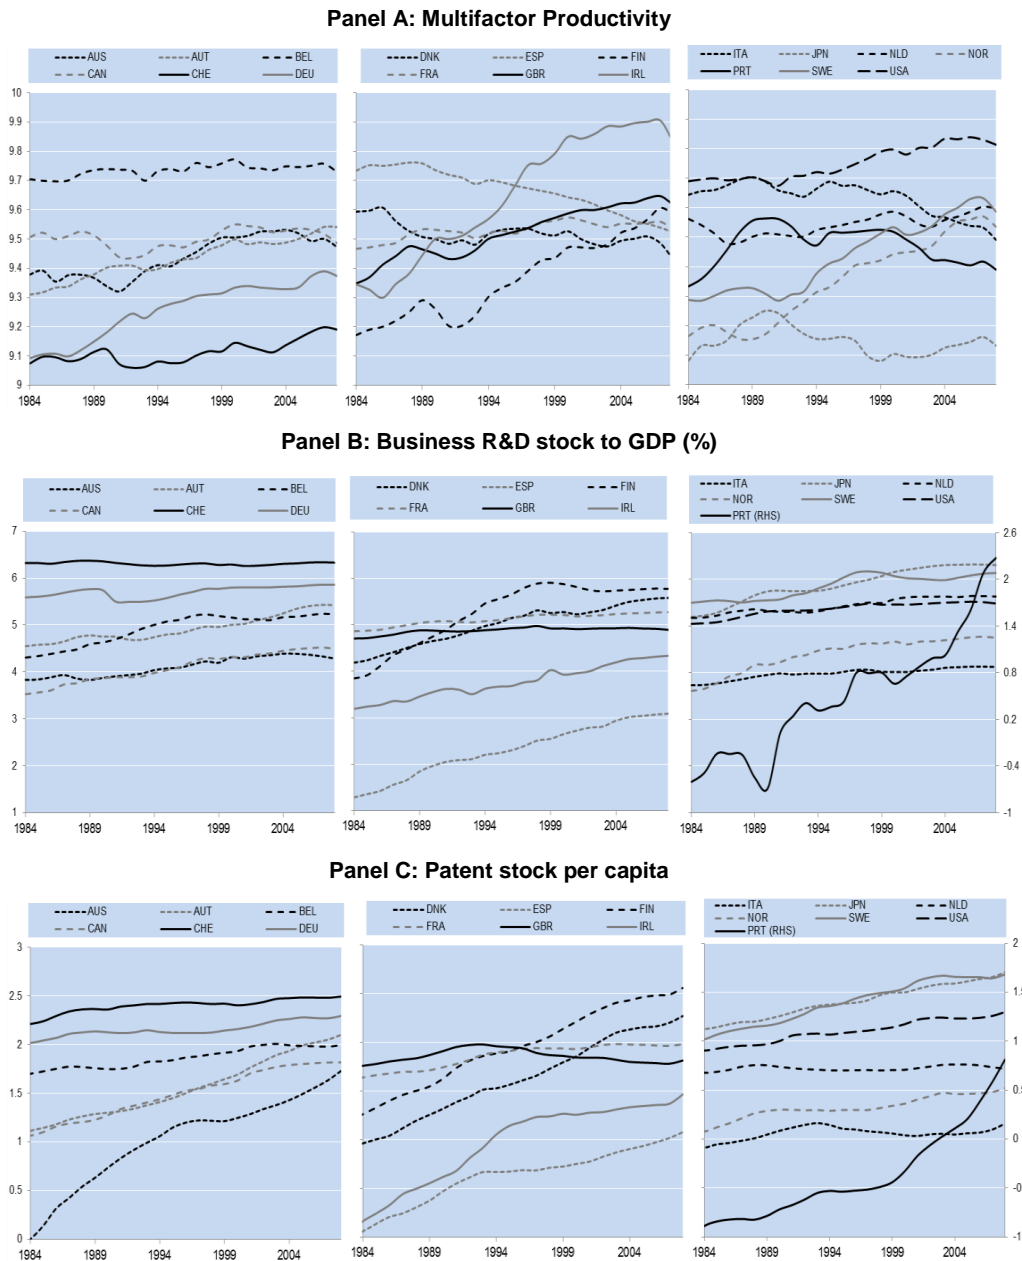 Panel A: Multifactor Productivity
AUS AUT BEL
CAN CHE DEU
DNK ESP FIN
FRA GBR IRL
ITA JPN NLD NOR
PRT SWE USA
10
9.9
9.8
9.7
9.6
9.5
9.4
9.3
9.2
9.1
9
1984 1989 1994 1999 2004
1984 1989 1994 1999 2004
1984 1989 1994 1999 2004
Panel B: Business R&D stock to GDP (%)
AUS AUT BEL
CAN CHE DEU
DNK ESP FIN
FRA GBR IRL
ITA JPN NLD
NOR SWE USA
PRT (RHS)
7
6
5
4
3
2
1
2.6
2
1.4
0.8
0.2
-0.4
-1
1984 1989 1994 1999 2004
1984 1989 1994 1999 2004
1984 1989 1994 1999 2004
Panel C: Patent stock per capita
AUS AUT BEL
CAN CHE DEU
DNK ESP FIN
FRA GBR IRL
ITA JPN NLD
NOR SWE USA
PRT (RHS)
3
2.5
2
1.5
1
0.5
0
2
1.5
1
0.5
0
-1
1984 1989 1994 1999 2004
1984 1989 1994 1999 2004
1984 1989 1994 1999 2004